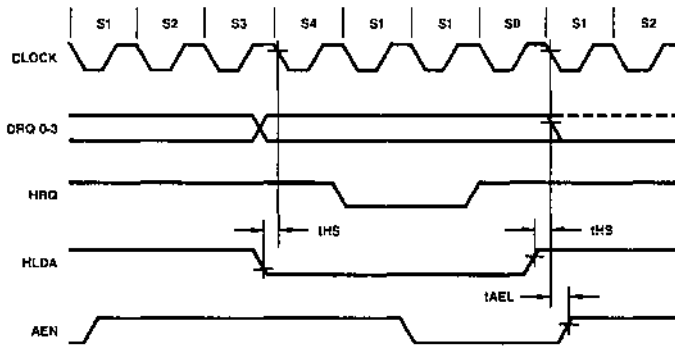 S1 S2 S3 S4 S1 S1 S0 S1 S2
CLOCK
DRQ 0-3
HRQ
tHS tHS
HLDA
tAEL
AEN